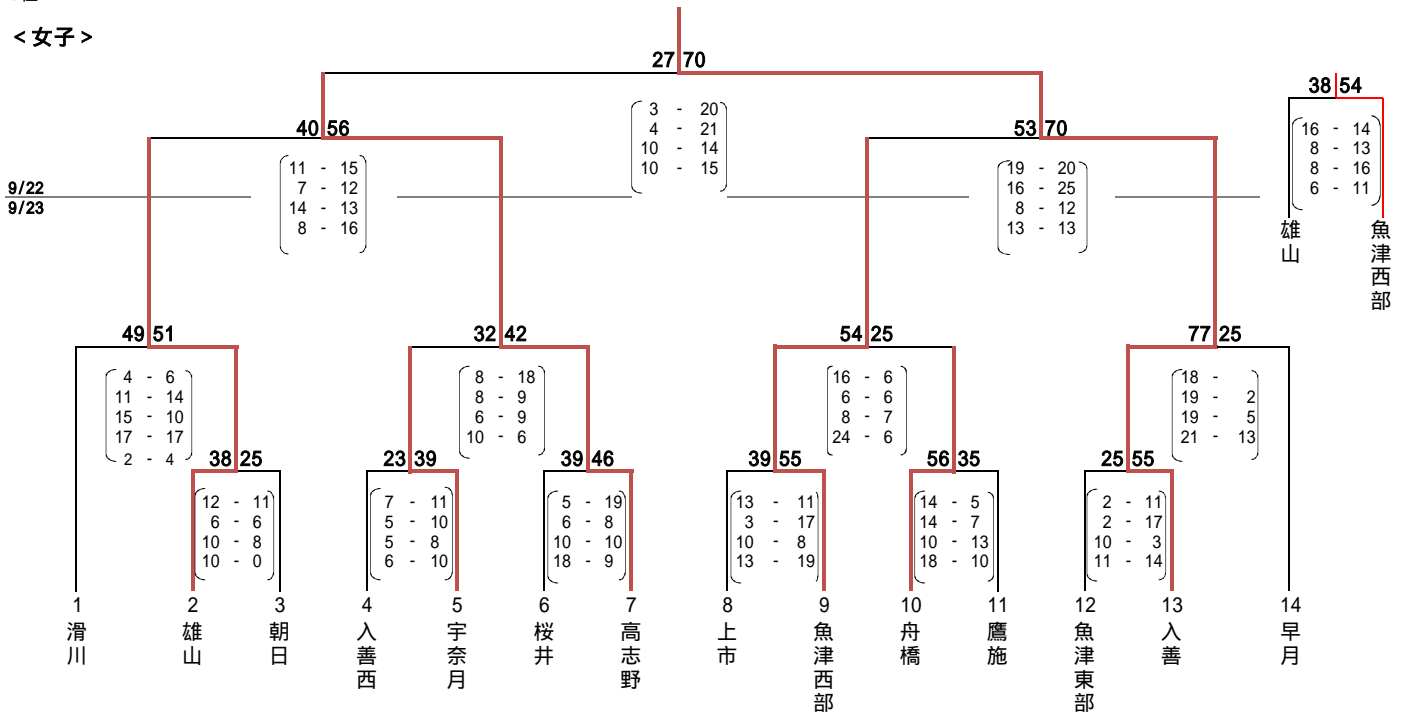 <女子>
27 70
3 - 20
4 - 21
10 - 14
10 - 15
40 56
11 - 15
7 - 12
14 - 13
8 - 16
53 70
19 - 20
16 - 25
8 - 12
13 - 13
38 54
16 - 14
8 - 13
8 - 16
6 - 11
雄山
魚津西部
9/22
9/23
49 51
4 - 6
11 - 14
15 - 10
17 - 17
2 - 4
32 42
8 - 18
8 - 9
6 - 9
10 - 6
54 25
16 - 6
6 - 6
8 - 7
24 - 6
77 25
18 -
19 - 2
19 - 5
21 - 13
38 25
12 - 11
6 - 6
10 - 8
10 - 0
23 39
7 - 11
5 - 10
5 - 8
6 - 10
39 46
5 - 19
6 - 8
10 - 10
18 - 9
39 55
13 - 11
3 - 17
10 - 8
13 - 19
56 35
14 - 5
14 - 7
10 - 13
18 - 10
25 55
2 - 11
2 - 17
10 - 3
11 - 14
1 2 3 4 5 6 7 8 9 10 11 12 13 14
滑川
雄山
朝日
入善西
宇奈月
桜井
高志野
上市
魚津西部
舟橋
鷹施
魚津東部
入善
早月